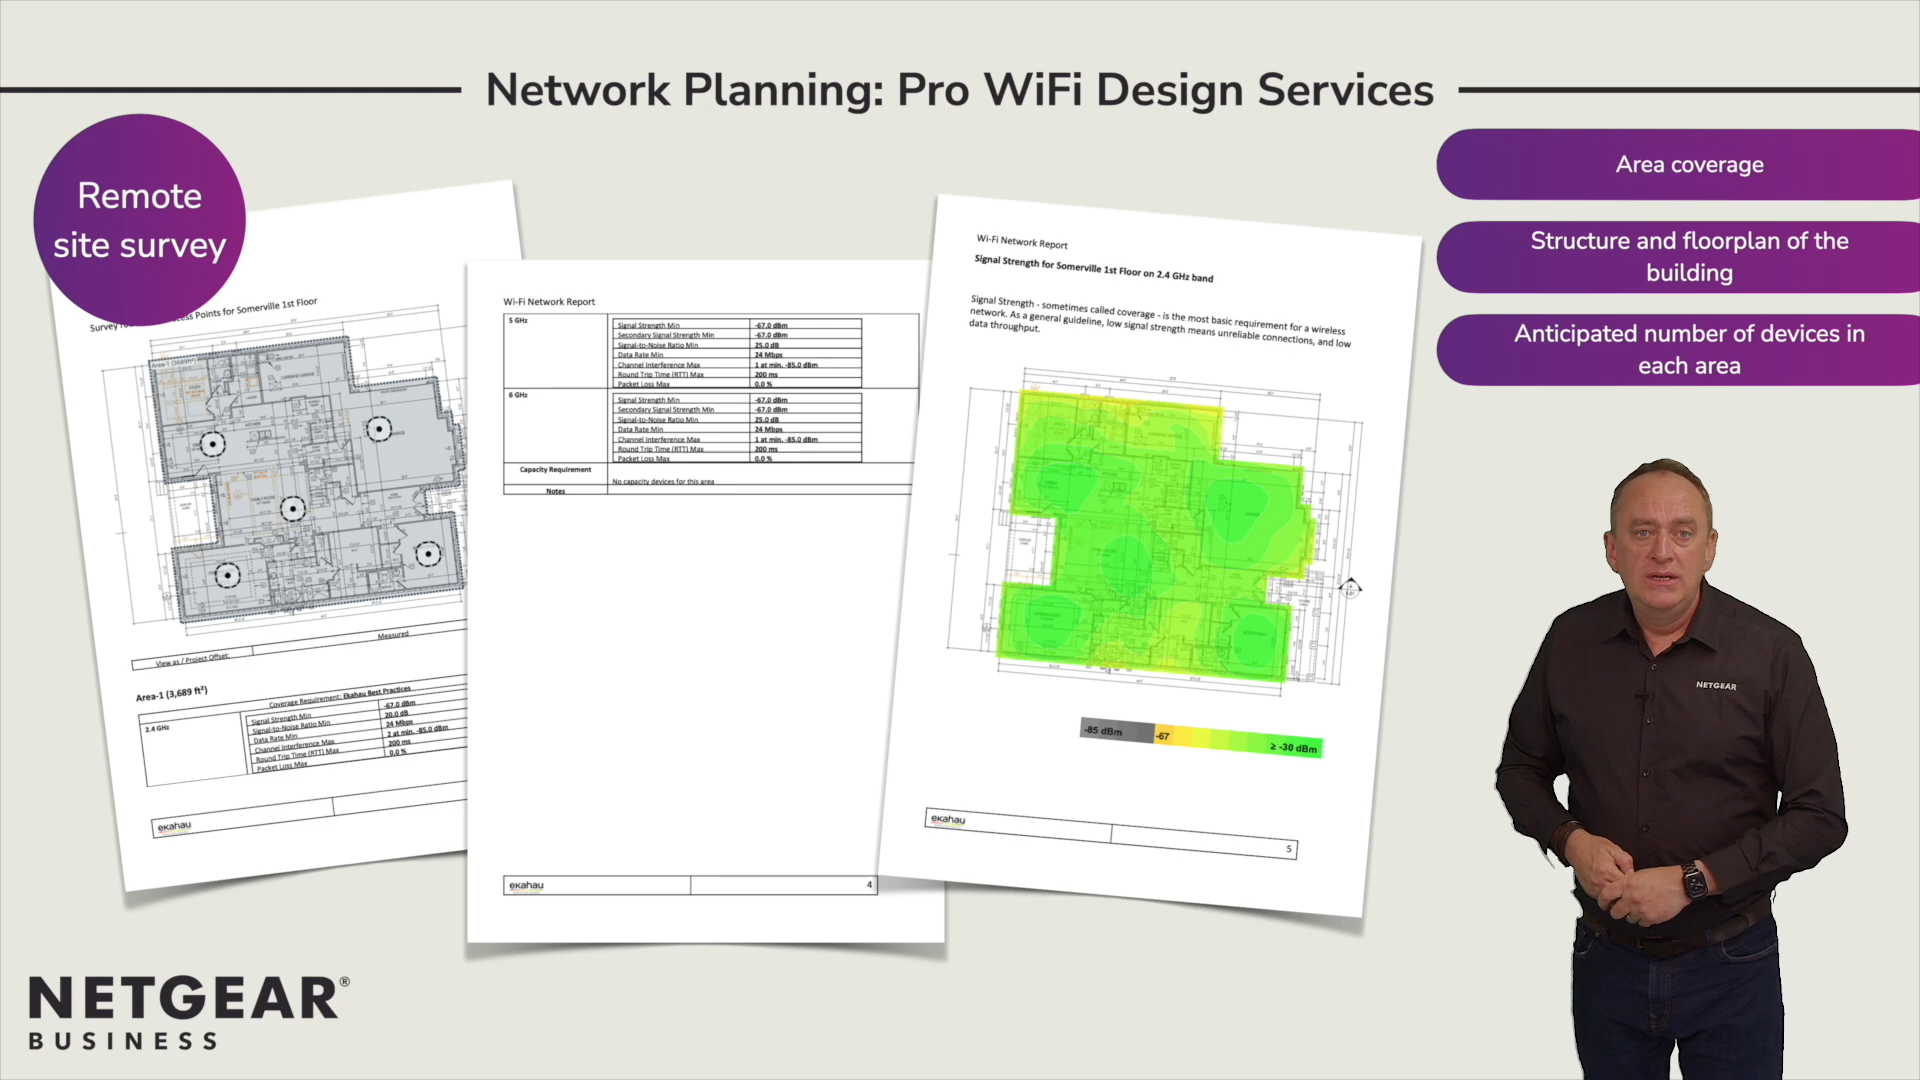 Network Planning: Pro WiFi Design Services
Remote
site survey
Area coverage
Structure and floorplan of the
building
Anticipated number of devices in
each area
Survey
cess Points for Somerville 1st Floor
Measured
View as / Project Offset:
Area-1 (3,689 ft²)
Coverage Requirement: Ekahau Best Practices
2.4 GHz
Signal Strength Min -67.0 dBm
Signal-to-Noise Ratio Min 20.0 dB
Data Rate Min 24 Mbps
Channel Interference Max 2 at min. -85.0 dBm
Round Trip Time (RTT) Max 200 ms
Packet Loss Max 0.0 %
ekahau
Wi-Fi Network Report
5 GHz
Signal Strength Min -67.0 dBm
Secondary Signal Strength Min -67.0 dBm
Signal-to-Noise Ratio Min 25.0 dB
Data Rate Min 24 Mbps
Channel Interference Max 1 at min. -85.0 dBm
Round Trip Time (RTT) Max 200 ms
Packet Loss Max 0.0 %
6 GHz
Signal Strength Min -67.0 dBm
Secondary Signal Strength Min -67.0 dBm
Signal-to-Noise Ratio Min 25.0 dB
Data Rate Min 24 Mbps
Channel Interference Max 1 at min. -85.0 dBm
Round Trip Time (RTT) Max 200 ms
Packet Loss Max 0.0 %
Capacity Requirement
No capacity devices for this area
Notes
ekahau 4
Wi-Fi Network Report
Signal Strength for Somerville 1st Floor on 2.4 GHz band
Signal Strength - sometimes called coverage - is the most basic requirement for a wireless
network. As a general guideline, low signal strength means unreliable connections, and low
data throughput.
-85 dBm -67 ≥ -30 dBm
ekahau 5
NETGEAR
NETGEAR®
BUSINESS